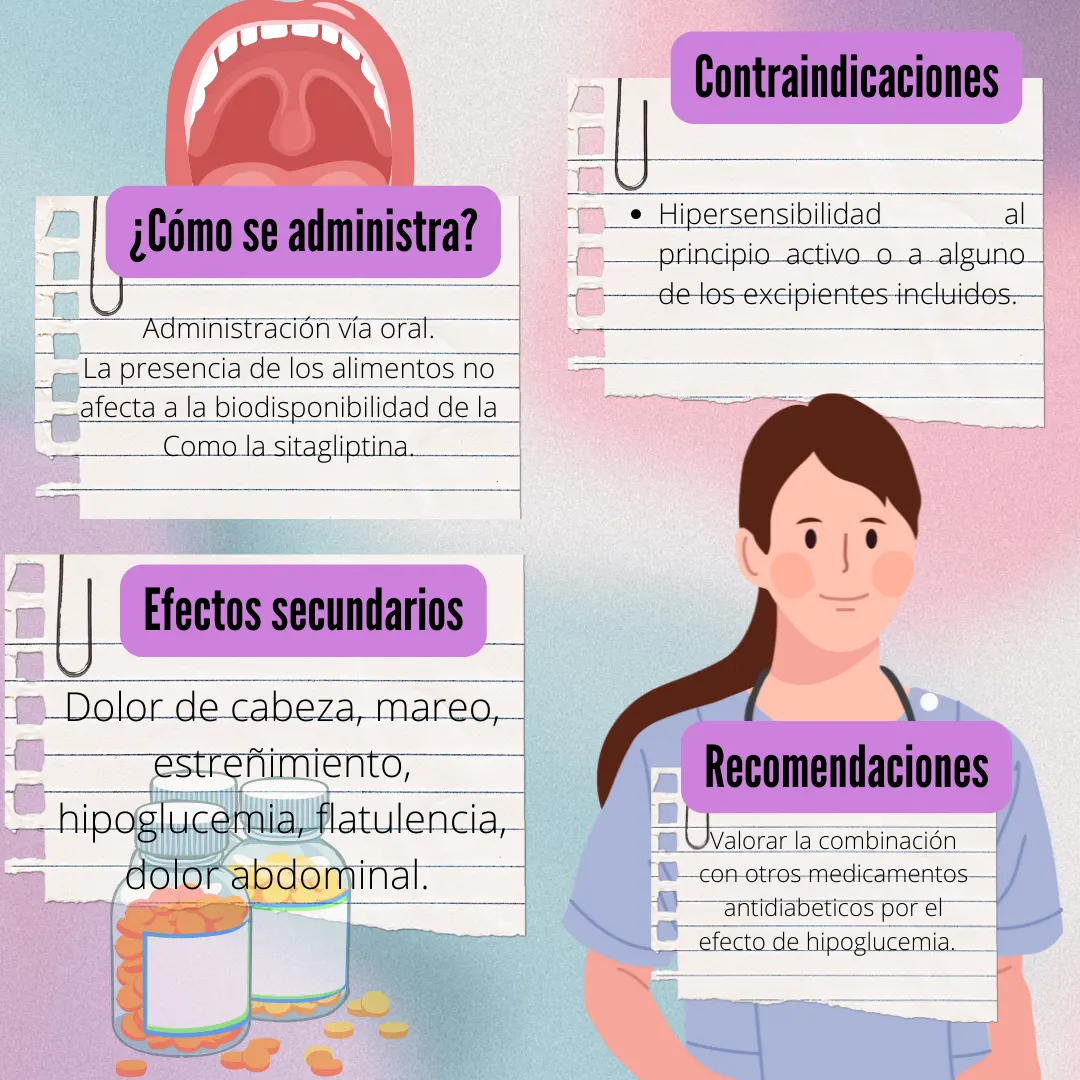 ¿Cómo se administra?
Administración vía oral.
La presencia de los alimentos no
afecta a la biodisponibilidad de la
Como la sitagliptina.
Contraindicaciones
• Hipersensibilidad al
principio activo o a alguno
de los excipientes incluidos.
Efectos secundarios
Dolor de cabeza, mareo,
estreñimiento,
hipoglucemia, flatulencia,
dolor abdominal.
Recomendaciones
Valorar la combinación
con otros medicamentos
antidiabeticos por el
efecto de hipoglucemia.